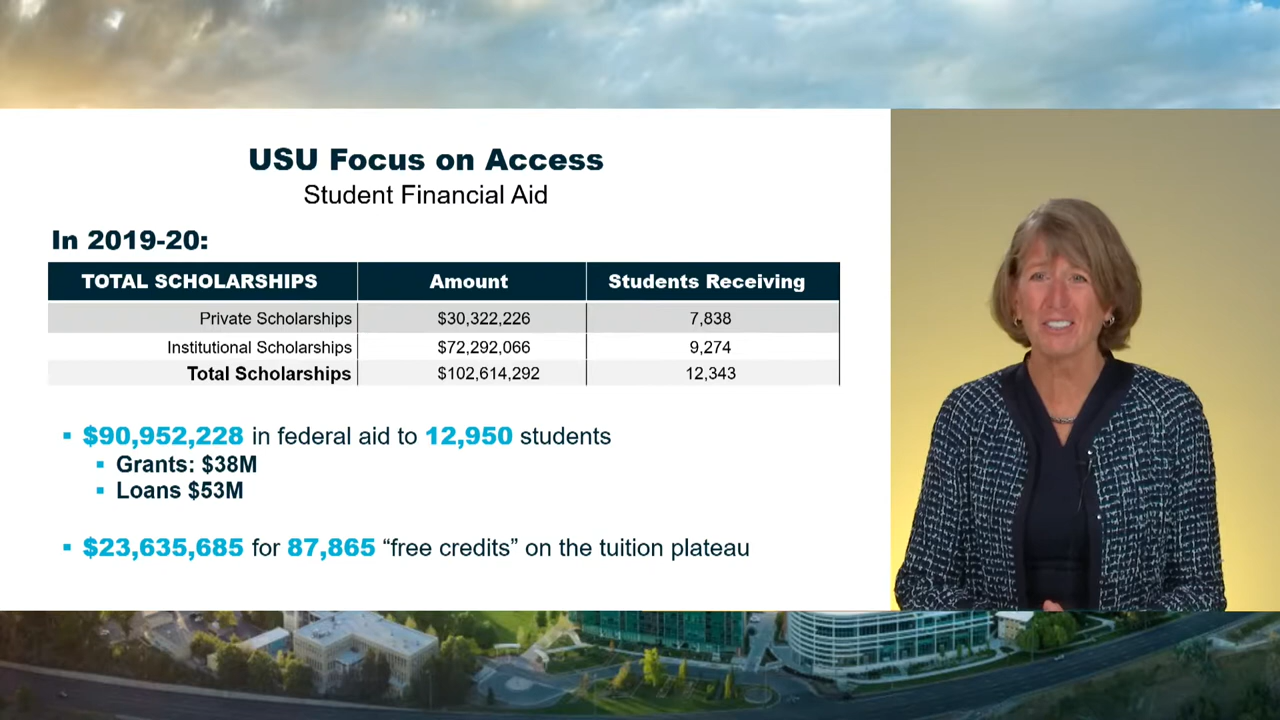 USU Focus on Access
Student Financial Aid
In 2019-20:
TOTAL SCHOLARSHIPS Amount Students Receiving
Private Scholarships $30,322,226 7,838
Institutional Scholarships $72,292,066 9,274
Total Scholarships $102,614,292 12,343
▪ $90,952,228 in federal aid to 12,950 students
▪ Grants: $38M
▪ Loans $53M
▪ $23,635,685 for 87,865 “free credits” on the tuition plateau